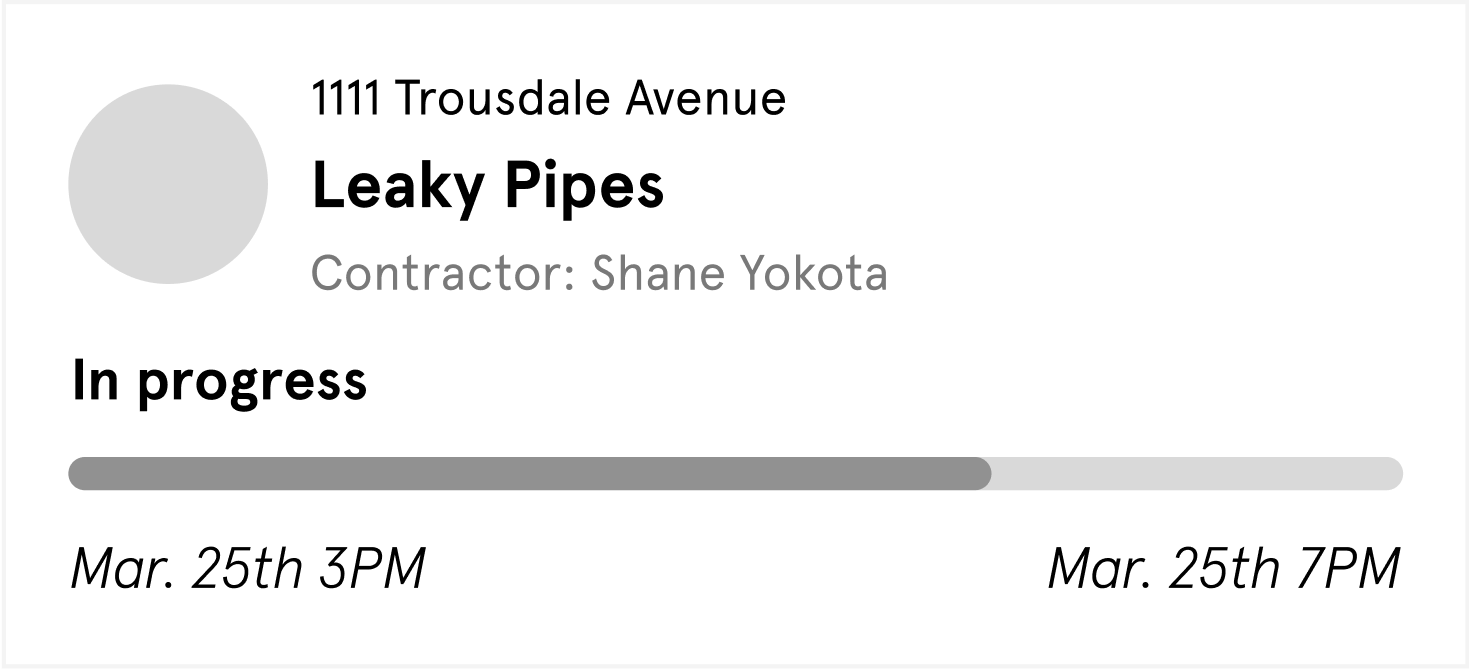 1111 Trousdale Avenue
Leaky Pipes
Contractor: Shane Yokota
In progress
Mar. 25th 3PM
Mar. 25th 7PM